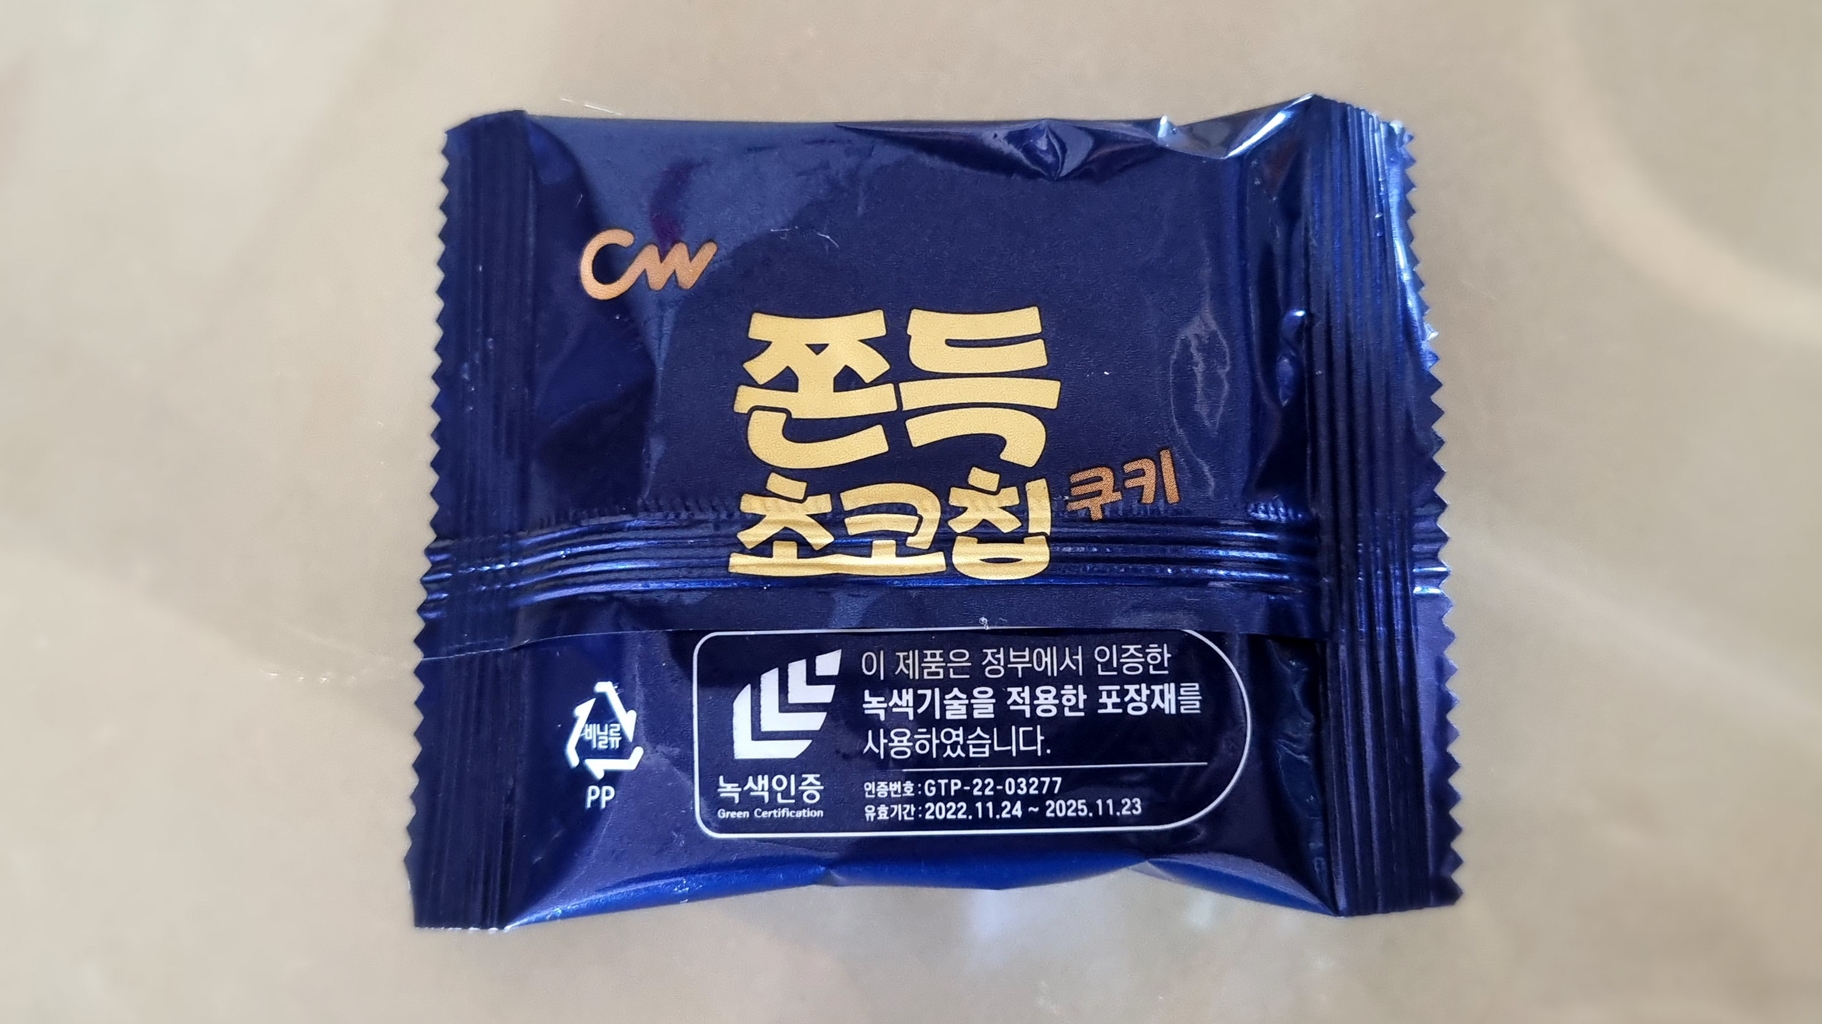 CW
쫀득
초코칩 쿠키
이 제품은 정부에서 인증한
녹색기술을 적용한 포장재를
사용하였습니다.
녹색인증
Green Certification
인증번호 : GTP-22-03277
유효기간 : 2022.11.24 ~ 2025.11.23
비닐류
PP